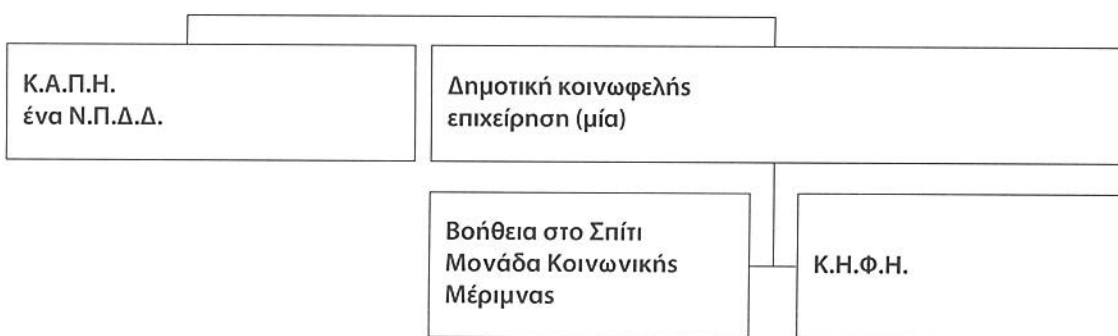 Κ.Α.Π.Η.
ένα Ν.Π.Δ.Δ.
Δημοτική κοινωφελής
επιχείρηση (μία)
Βοήθεια στο Σπίτι
Μονάδα Κοινωνικής
Μέριμνας
Κ.Η.Φ.Η.